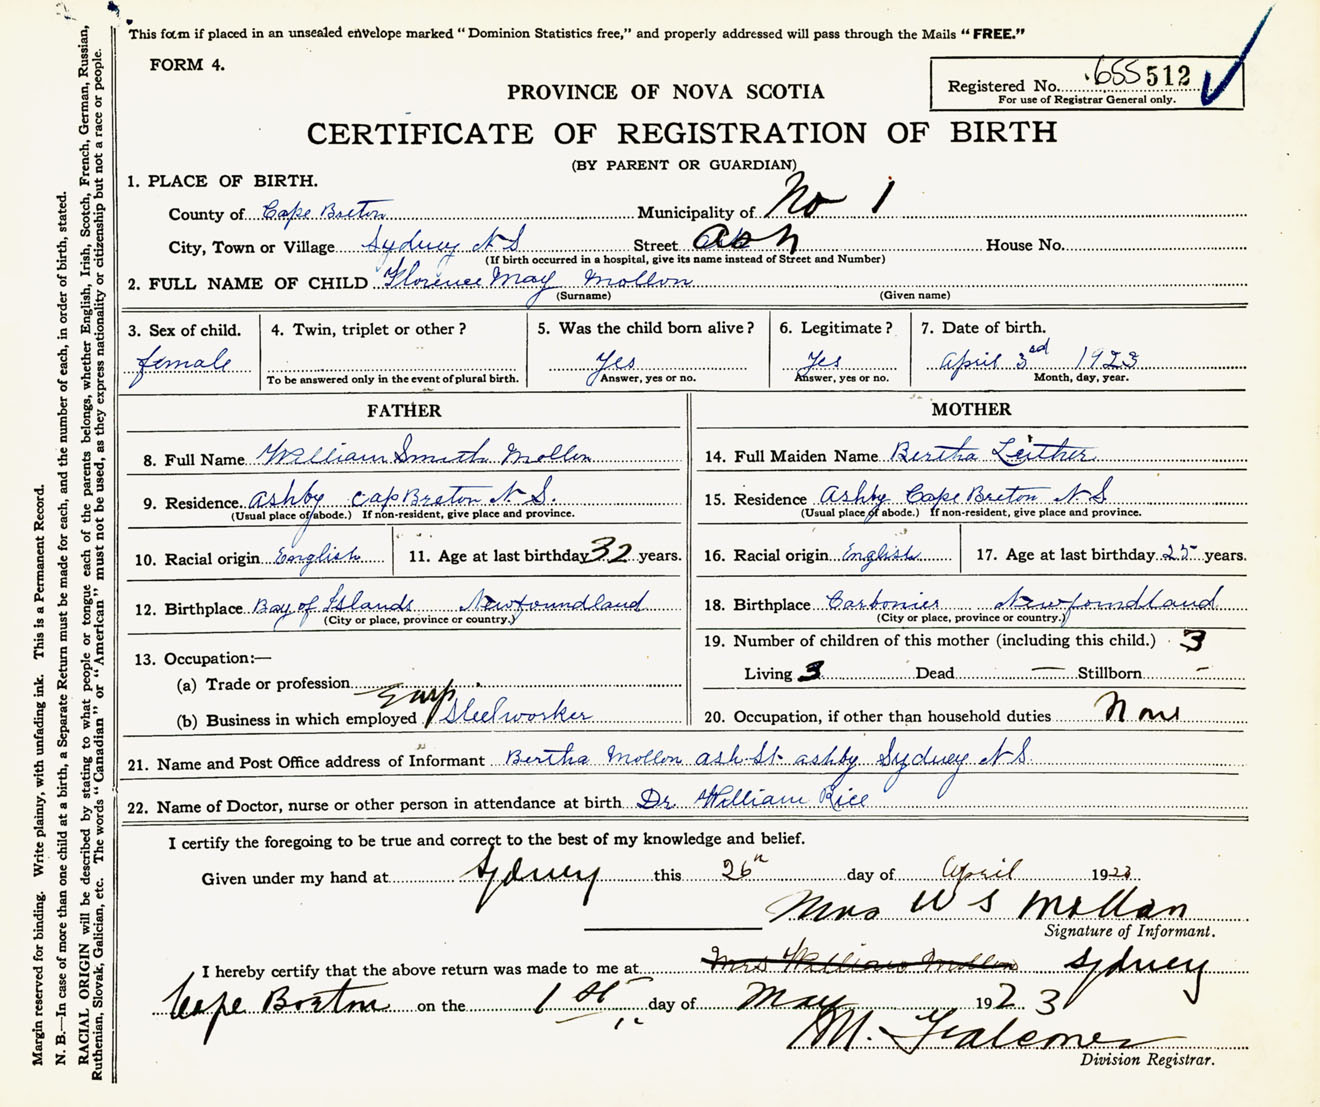 This form if placed in an unsealed enVelope marked "Dominion Statistics free," and properly addressed will pass through the Mails "FREE."
FORM 4.
Registered No. 655512
For use of Registrar General only.
PROVINCE OF NOVA SCOTIA
CERTIFICATE OF REGISTRATION OF BIRTH
(BY PARENT OR GUARDIAN)
1. PLACE OF BIRTH.
County of Cape Breton Municipality of No 1
City, Town or Village Sydney N S Street Ash House No.
(If birth occurred in a hospital, give its name instead of Street and Number)
2. FULL NAME OF CHILD Florence May Mollon
(Surname) (Given name)
3. Sex of child. 4. Twin, triplet or other? 5. Was the child born alive? 6. Legitimate? 7. Date of birth.
female Yes Yes April 3rd 1923
To be answered only in the event of plural birth. Answer, yes or no. Answer, yes or no. Month, day, year.
FATHER
8. Full Name William Smith Mollon
9. Residence ashby cap Breton N S.
(Usual place of abode.) If non-resident, give place and province.
10. Racial origin English 11. Age at last birthday 32 years.
12. Birthplace Bay of Islands Newfoundland
(City or place, province or country.)
13. Occupation:—
(a) Trade or profession
(b) Business in which employed Steelworker
MOTHER
14. Full Maiden Name Bertha Leither
15. Residence Ashby Cape Breton N S
(Usual place of abode.) If non-resident, give place and province.
16. Racial origin English 17. Age at last birthday 25 years.
18. Birthplace Carbonier Newfoundland
(City or place, province or country.)
19. Number of children of this mother (including this child.) 3
Living 3 Dead — Stillborn -
20. Occupation, if other than household duties None
21. Name and Post Office address of Informant Bertha Mollon ash St. ashby Sydney N S.
22. Name of Doctor, nurse or other person in attendance at birth Dr William Rice
I certify the foregoing to be true and correct to the best of my knowledge and belief.
Given under my hand at Sydney this 26th day of April 1923
Mrs W S Mollon
Signature of Informant.
I hereby certify that the above return was made to me at Mrs William Mollon Sydney
Cape Breton on the 1st day of May 1923
Division Registrar.
Margin reserved for binding. Write plainly, with unfading ink. This is a Permanent Record.
N. B.—In case of more than one child at a birth, a Separate Return must be made for each, and the number of each, in order of birth, stated.
RACIAL ORIGIN will be described by stating to what people or tongue each of the parents belongs, whether English, Irish, Scotch, French, German, Russian,
Ruthenian, Slovak, Galician, etc. The words "Canadian" or "American" must not be used, as they express nationality or citizenship but not a race or people.